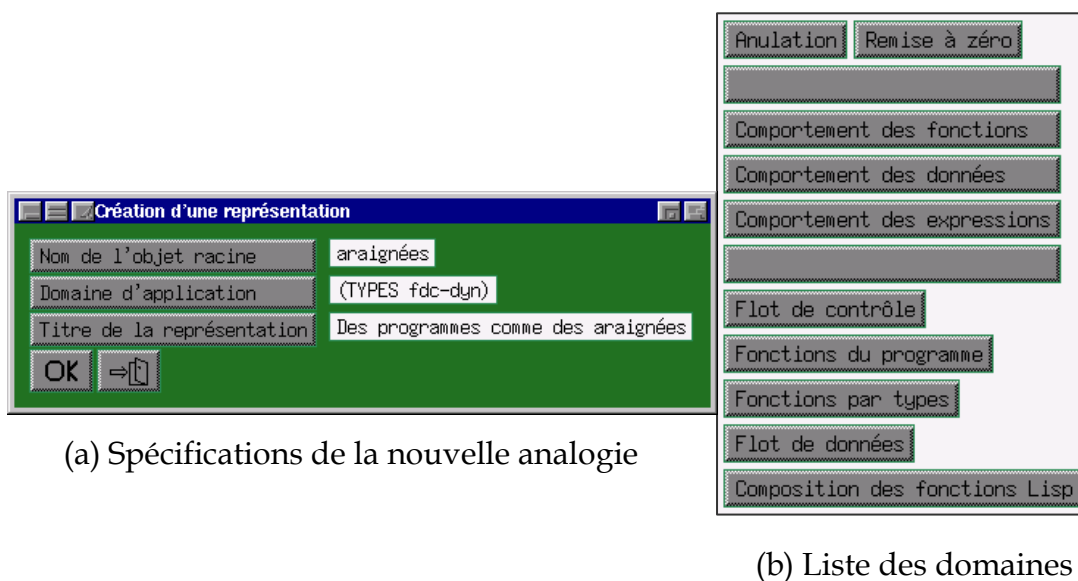 Création d'une représentation
Nom de l'objet racine araignées
Domaine d'application (TYPES fdc-dyn)
Titre de la représentation Des programmes comme des araignées
OK
(a) Spécifications de la nouvelle analogie
Anulation Remise à zéro
Comportement des fonctions
Comportement des données
Comportement des expressions
Flot de contrôle
Fonctions du programme
Fonctions par types
Flot de données
Composition des fonctions Lisp
(b) Liste des domaines